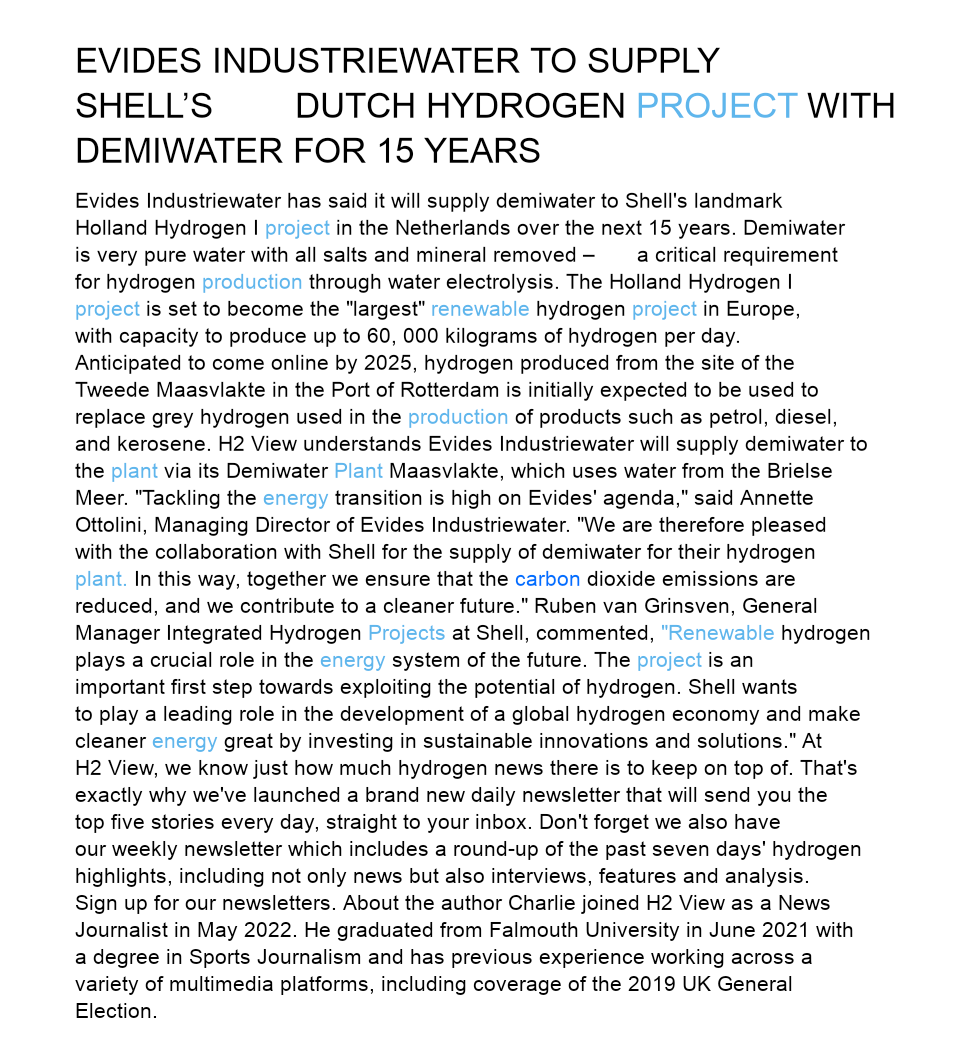 EVIDES INDUSTRIEWATER TO SUPPLY
SHELL’S DUTCH HYDROGEN PROJECT WITH
DEMIWATER FOR 15 YEARS
Evides Industriewater has said it will supply demiwater to Shell's landmark
Holland Hydrogen I project in the Netherlands over the next 15 years. Demiwater
is very pure water with all salts and mineral removed – a critical requirement
for hydrogen production through water electrolysis. The Holland Hydrogen I
project is set to become the "largest" renewable hydrogen project in Europe,
with capacity to produce up to 60, 000 kilograms of hydrogen per day.
Anticipated to come online by 2025, hydrogen produced from the site of the
Tweede Maasvlakte in the Port of Rotterdam is initially expected to be used to
replace grey hydrogen used in the production of products such as petrol, diesel,
and kerosene. H2 View understands Evides Industriewater will supply demiwater to
the plant via its Demiwater Plant Maasvlakte, which uses water from the Brielse
Meer. "Tackling the energy transition is high on Evides' agenda," said Annette
Ottolini, Managing Director of Evides Industriewater. "We are therefore pleased
with the collaboration with Shell for the supply of demiwater for their hydrogen
plant. In this way, together we ensure that the carbon dioxide emissions are
reduced, and we contribute to a cleaner future." Ruben van Grinsven, General
Manager Integrated Hydrogen Projects at Shell, commented, "Renewable hydrogen
plays a crucial role in the energy system of the future. The project is an
important first step towards exploiting the potential of hydrogen. Shell wants
to play a leading role in the development of a global hydrogen economy and make
cleaner energy great by investing in sustainable innovations and solutions." At
H2 View, we know just how much hydrogen news there is to keep on top of. That's
exactly why we've launched a brand new daily newsletter that will send you the
top five stories every day, straight to your inbox. Don't forget we also have
our weekly newsletter which includes a round-up of the past seven days' hydrogen
highlights, including not only news but also interviews, features and analysis.
Sign up for our newsletters. About the author Charlie joined H2 View as a News
Journalist in May 2022. He graduated from Falmouth University in June 2021 with
a degree in Sports Journalism and has previous experience working across a
variety of multimedia platforms, including coverage of the 2019 UK General
Election.